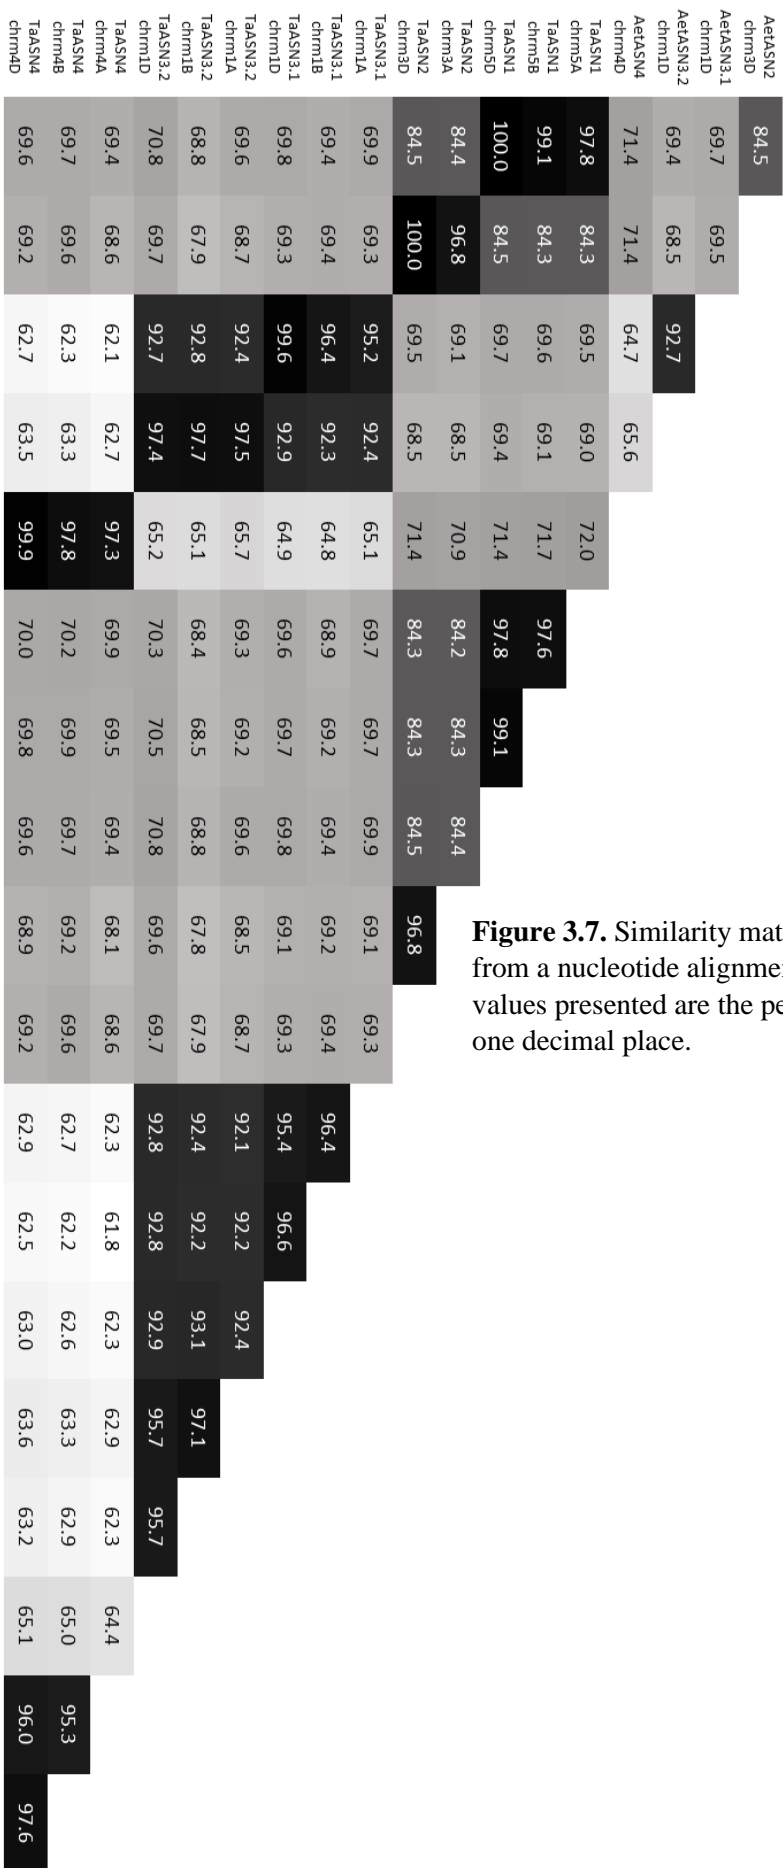 AetASN2
chrm3D
84.5
AetASN3.1
chrm1D
69.7 69.5
AetASN3.2
chrm1D
69.4 68.5 92.7
AetASN4
chrm4D
71.4 71.4 64.7 65.6
TaASN1
chrm5A
97.8 84.3 69.5 69.0 72.0
TaASN1
chrm5B
99.1 84.3 69.6 69.1 71.7 97.6
TaASN1
chrm5D
100.0 84.5 69.7 69.4 71.4 97.8 99.1
TaASN2
chrm3A
84.4 96.8 69.1 68.5 70.9 84.2 84.3 84.4
TaASN2
chrm3D
84.5 100.0 69.5 68.5 71.4 84.3 84.3 84.5 96.8
TaASN3.1
chrm1A
69.9 69.3 95.2 92.4 65.1 69.7 69.7 69.9 69.1 69.3
TaASN3.1
chrm1B
69.4 69.4 96.4 92.3 64.8 68.9 69.2 69.4 69.2 69.4 96.4
TaASN3.1
chrm1D
69.8 69.3 99.6 92.9 64.9 69.6 69.7 69.8 69.1 69.3 95.4 96.6
TaASN3.2
chrm1A
69.6 68.7 92.4 97.5 65.7 69.3 69.2 69.6 68.5 68.7 92.1 92.2 92.4
TaASN3.2
chrm1B
68.8 67.9 92.8 97.7 65.1 68.4 68.5 68.8 67.8 67.9 92.4 92.2 93.1 97.1
TaASN3.2
chrm1D
70.8 69.7 92.7 97.4 65.2 70.3 70.5 70.8 69.6 69.7 92.8 92.8 92.9 95.7 95.7
TaASN4
chrm4A
69.4 68.6 62.1 62.7 97.3 69.9 69.5 69.4 68.1 68.6 62.3 61.8 62.3 62.9 62.3 64.4
TaASN4
chrm4B
69.7 69.6 62.3 63.3 97.8 70.2 69.9 69.7 69.2 69.6 62.7 62.2 62.6 63.3 62.9 65.0 95.3
TaASN4
chrm4D
69.6 69.2 62.7 63.5 99.9 70.0 69.8 69.6 68.9 69.2 62.9 62.5 63.0 63.6 63.2 65.1 96.0 97.6
Figure 3.7. Similarity mat
from a nucleotide alignme
values presented are the pe
one decimal place.